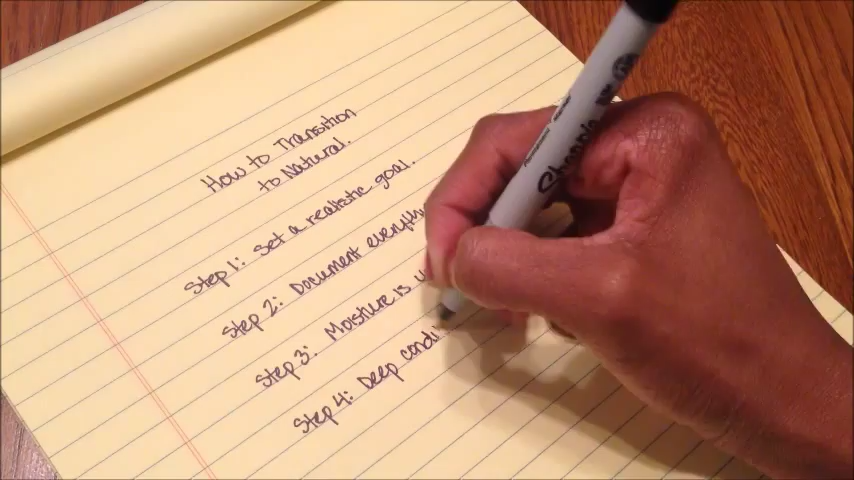 How to Transition
to Natural.
Step 1: Set a realistic goal.
Step 2: Document everyth
Step 3: Moisture is u
Step 4: Deep condi
Sharpie